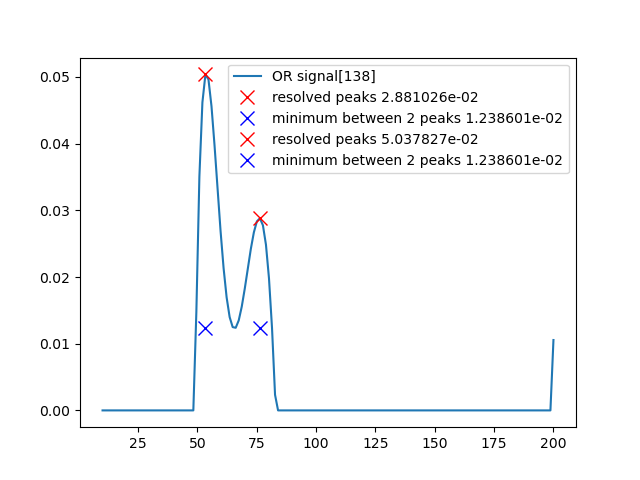 OR signal[138]
resolved peaks 2.881026e-02
minimum between 2 peaks 1.238601e-02
resolved peaks 5.037827e-02
minimum between 2 peaks 1.238601e-02
0.05
0.04
0.03
0.02
0.01
0.00
25 50 75 100 125 150 175 200